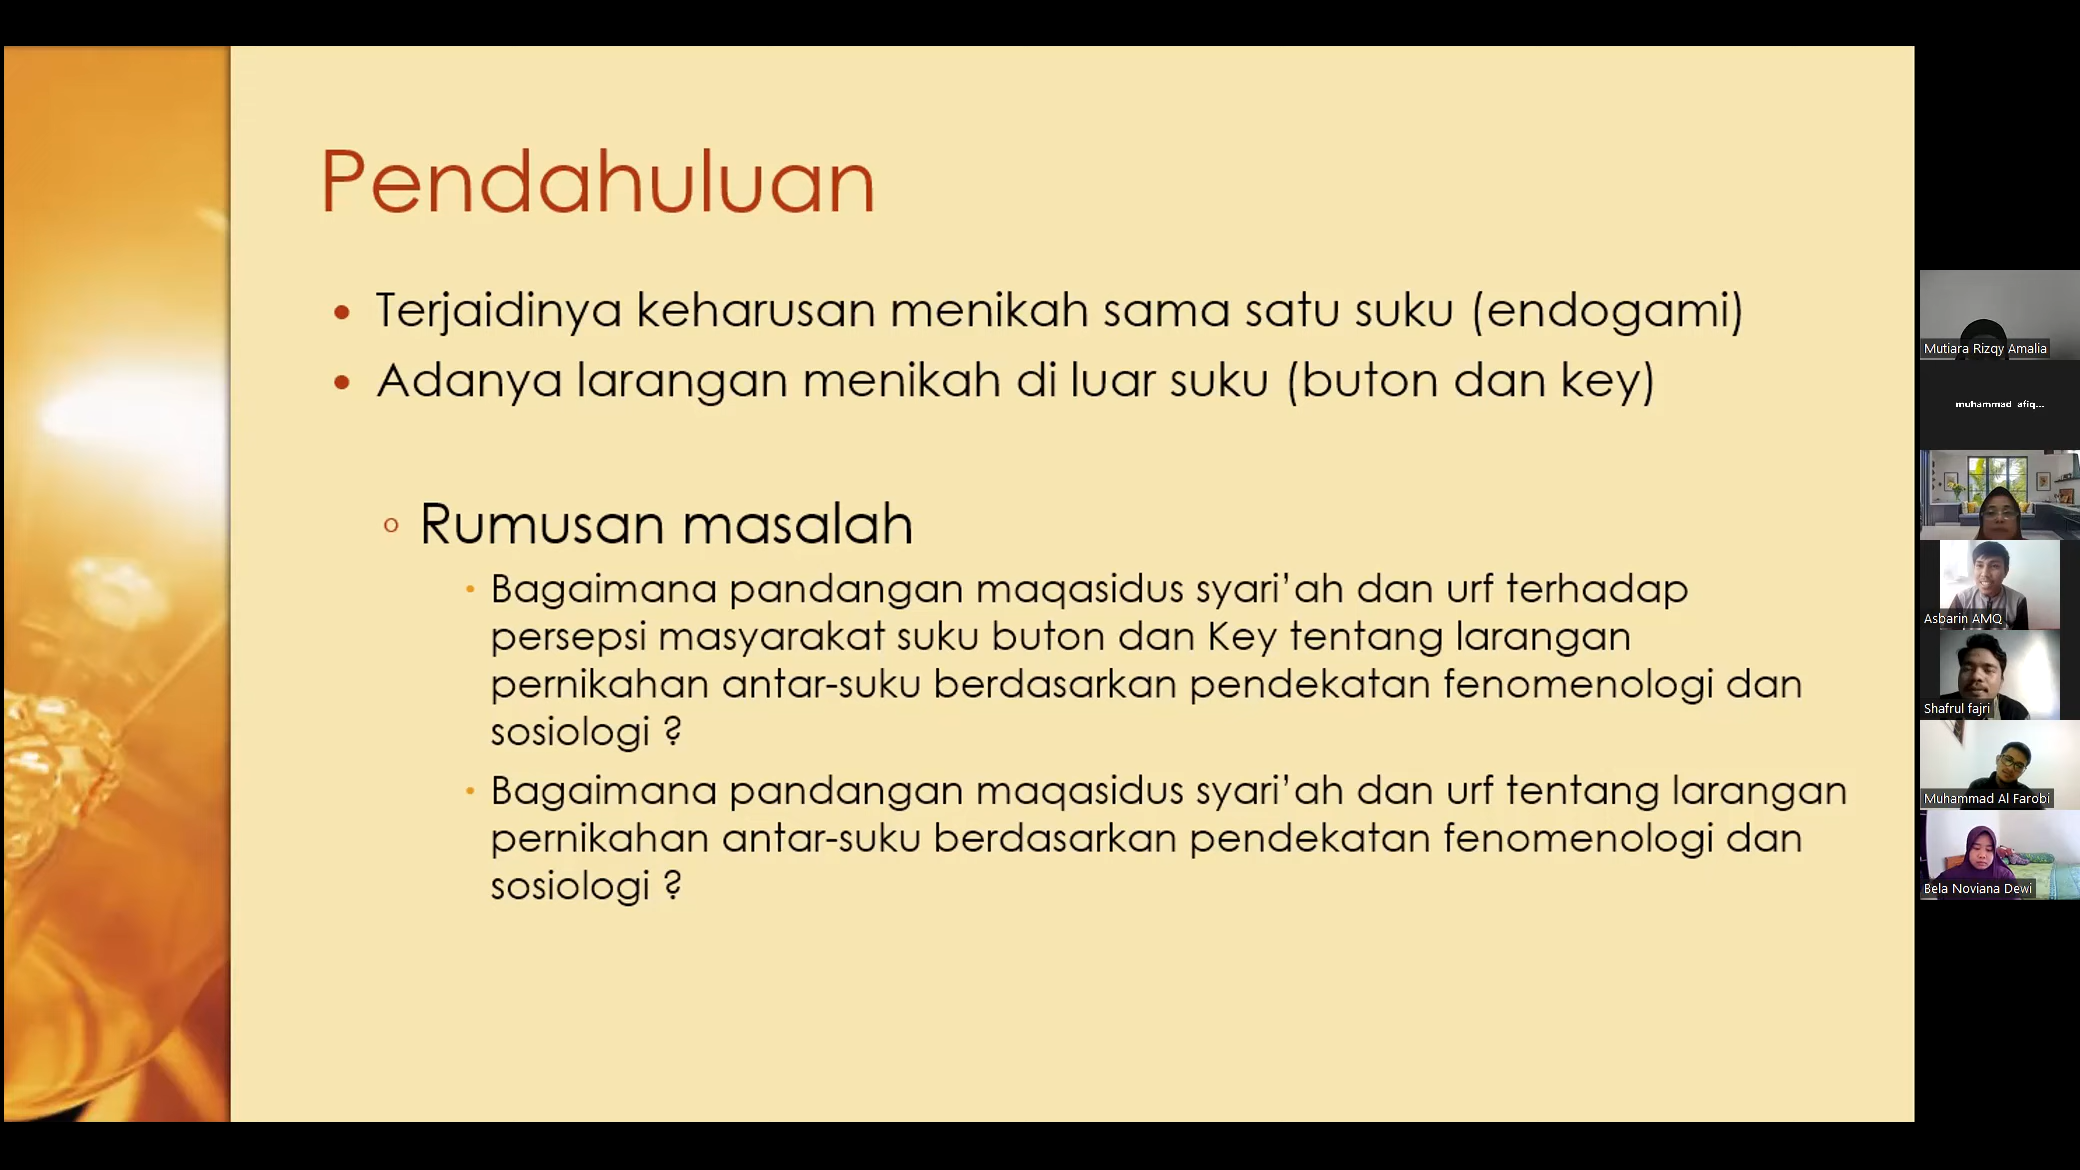 Pendahuluan
Terjaidinya keharusan menikah sama satu suku (endogami)
Adanya larangan menikah di luar suku (buton dan key)
Rumusan masalah
Bagaimana pandangan maqasidus syari’ah dan urf terhadap
persepsi masyarakat suku buton dan Key tentang larangan
pernikahan antar-suku berdasarkan pendekatan fenomenologi dan
sosiologi ?
Bagaimana pandangan maqasidus syari’ah dan urf tentang larangan
pernikahan antar-suku berdasarkan pendekatan fenomenologi dan
sosiologi ?
Mutiara Rizqy Amalia
muhammad afiq...
Asbarin AMQ
Shafrul fajri
Muhammad Al Farobi
Bela Noviana Dewi